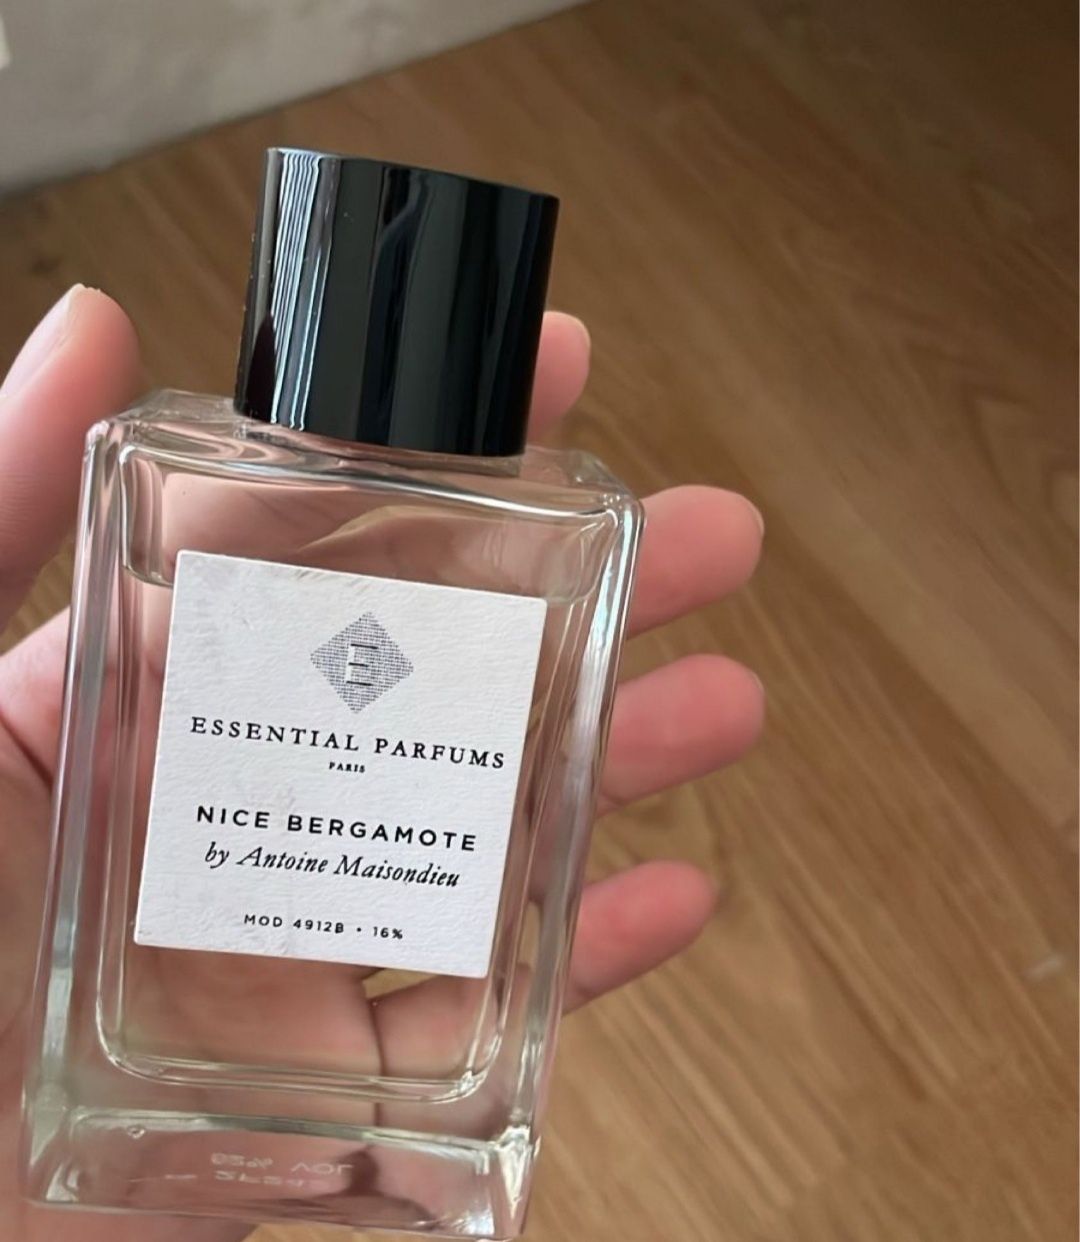 E
ESSENTIAL PARFUMS
PARIS
NICE BERGAMOTE
by Antoine Maisondieu
MOD 4912B • 16%